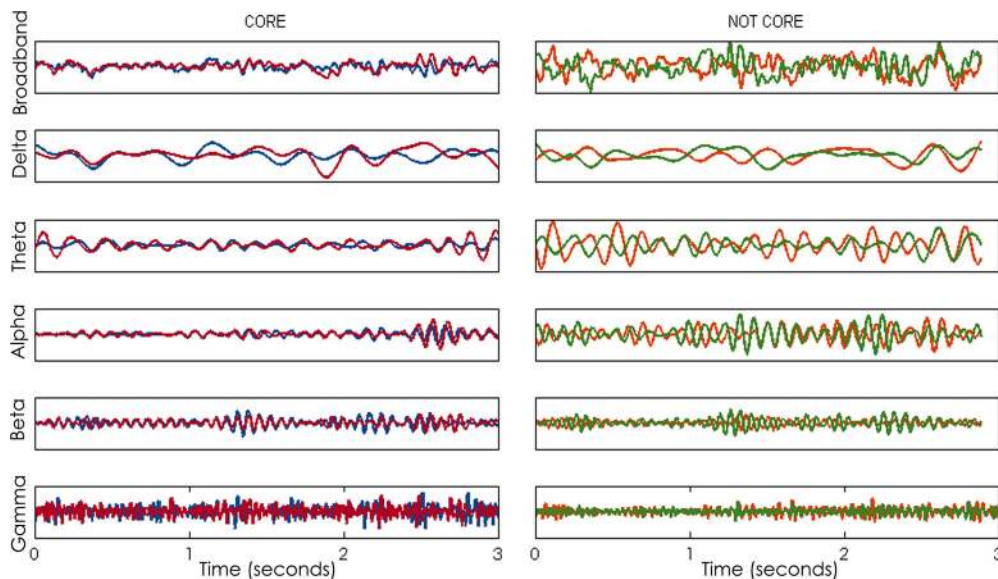 CORE
NOT CORE
Broadband
Delta
Theta
Alpha
Beta
Gamma
0 1 2 3
0 1 2 3
Time (seconds)
Time (seconds)